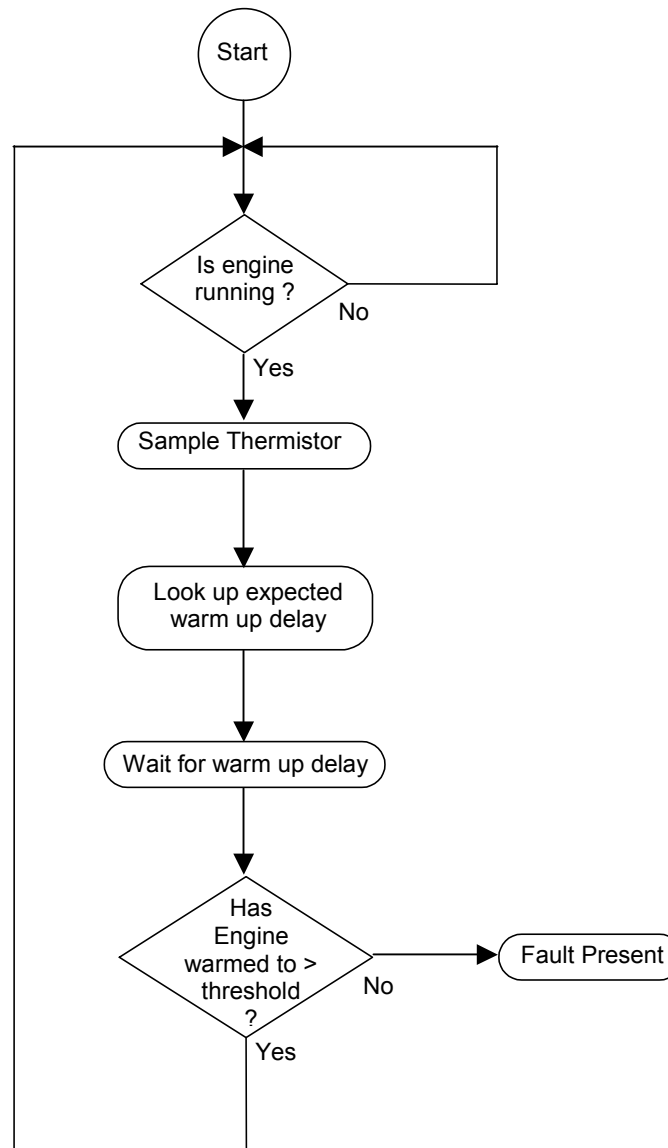 Start
Is engine
running ?
No
Yes
Sample Thermistor
Look up expected
warm up delay
Wait for warm up delay
Has
Engine
warmed to >
threshold
?
No
Fault Present
Yes